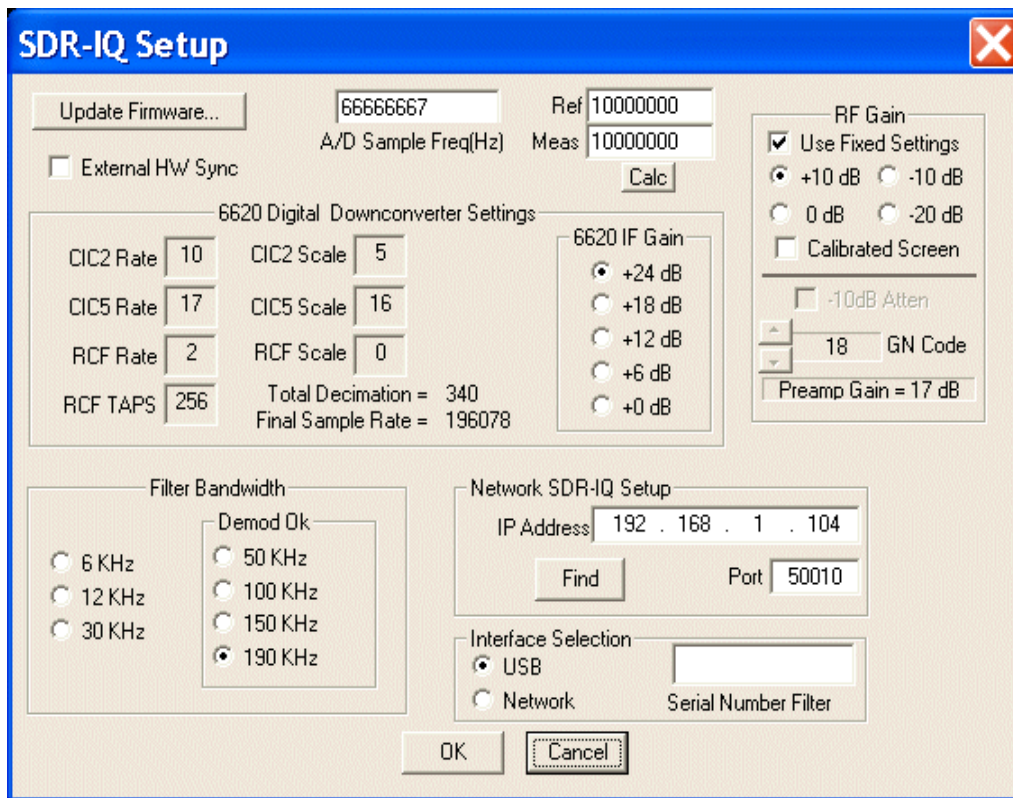 SDR-IQ Setup
Update Firmware...
66666667
A/D Sample Freq(Hz)
Ref 10000000
Meas 10000000
Calc
External HW Sync
RF Gain
Use Fixed Settings
+10 dB -10 dB
0 dB -20 dB
Calibrated Screen
-10dB Atten
18 GN Code
Preamp Gain = 17 dB
6620 Digital Downconverter Settings
CIC2 Rate 10 CIC2 Scale 5
CIC5 Rate 17 CIC5 Scale 16
RCF Rate 2 RCF Scale 0
RCF TAPS 256
Total Decimation = 340
Final Sample Rate = 196078
6620 IF Gain
+24 dB
+18 dB
+12 dB
+6 dB
+0 dB
Filter Bandwidth
6 KHz
12 KHz
30 KHz
Demod Ok
50 KHz
100 KHz
150 KHz
190 KHz
Network SDR-IQ Setup
IP Address 192 . 168 . 1 . 104
Find
Port 50010
Interface Selection
USB
Network
Serial Number Filter
OK
Cancel